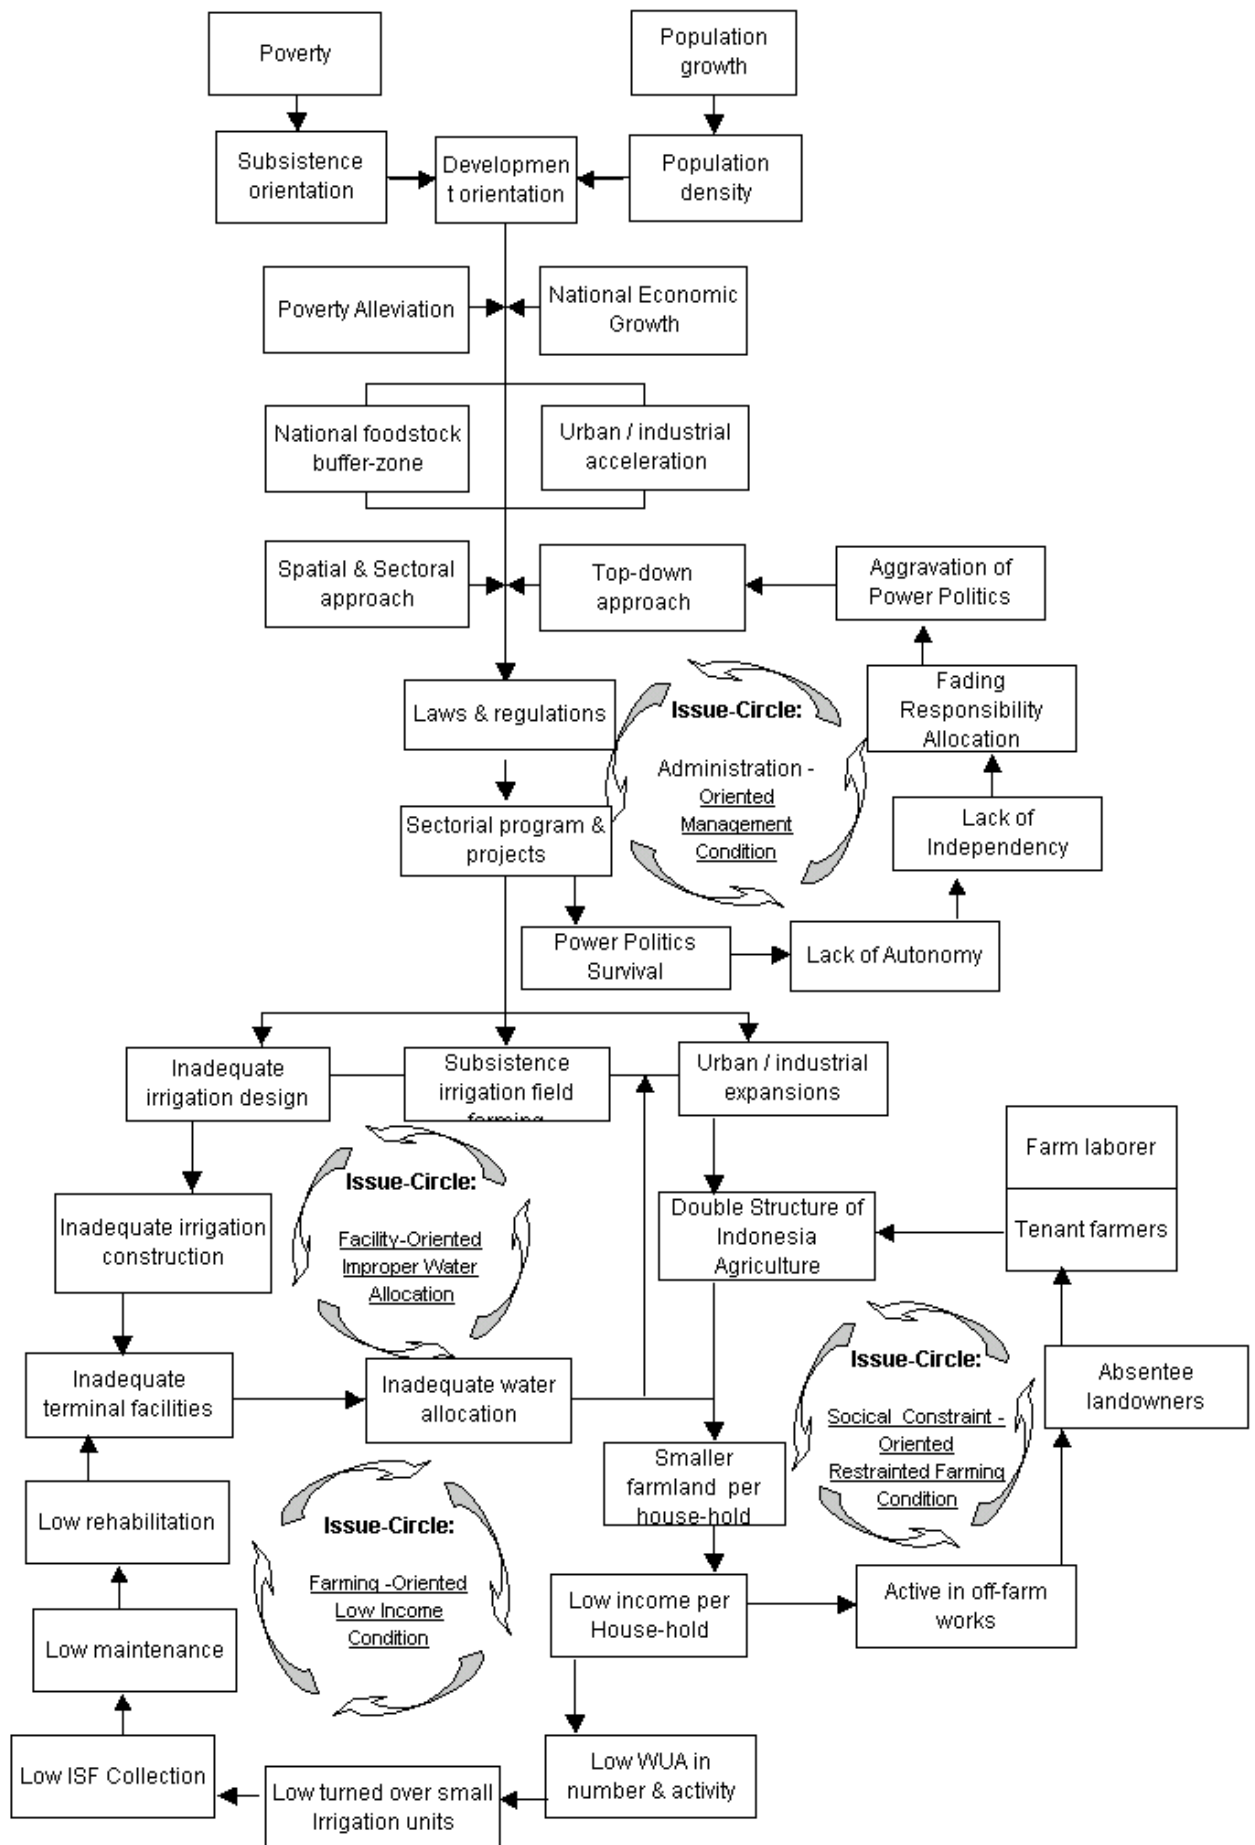 Poverty
Population
growth
Subsistence
orientation
Developmen
t orientation
Population
density
Poverty Alleviation
National Economic
Growth
National foodstock
buffer-zone
Urban / industrial
acceleration
Spatial & Sectoral
approach
Top-down
approach
Aggravation of
Power Politics
Laws & regulations
Issue-Circle:
Administration -
Oriented
Management
Condition
Fading
Responsibility
Allocation
Sectorial program &
projects
Lack of
Independency
Power Politics
Survival
Lack of Autonomy
Inadequate
irrigation design
Subsistence
irrigation field
farming
Urban / industrial
expansions
Farm laborer
Tenant farmers
Issue-Circle:
Facility-Oriented
Improper Water
Allocation
Inadequate irrigation
construction
Double Structure of
Indonesia
Agriculture
Inadequate
terminal facilities
Inadequate water
allocation
Issue-Circle:
Socical Constraint -
Oriented
Restrainted Farming
Condition
Absentee
landowners
Smaller
farmland per
house-hold
Low rehabilitation
Issue-Circle:
Farming -Oriented
Low Income
Condition
Low income per
House-hold
Active in off-farm
works
Low maintenance
Low ISF Collection
Low turned over small
Irrigation units
Low WUA in
number & activity